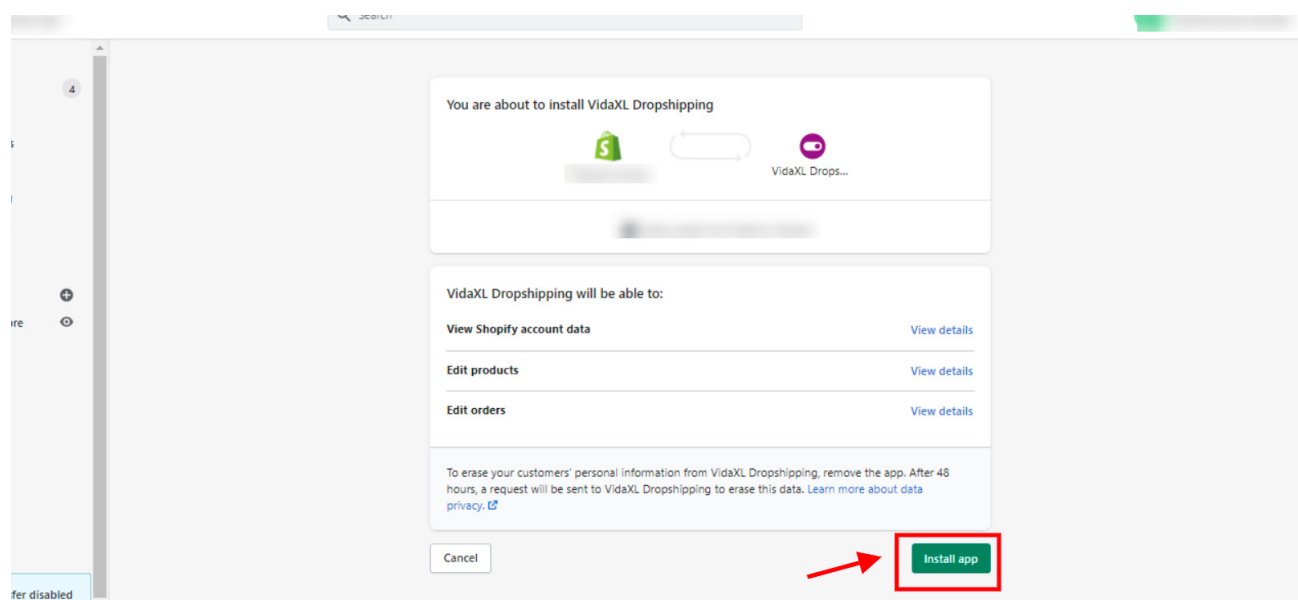 Search
4
s
You are about to install VidaXL Dropshipping
S
VidaXL Drops...
VidaXL Dropshipping will be able to:
ore
View Shopify account data View details
Edit products View details
Edit orders View details
To erase your customers' personal information from VidaXL Dropshipping, remove the app. After 48
hours, a request will be sent to VidaXL Dropshipping to erase this data. Learn more about data
privacy.
Cancel Install app
fer disabled